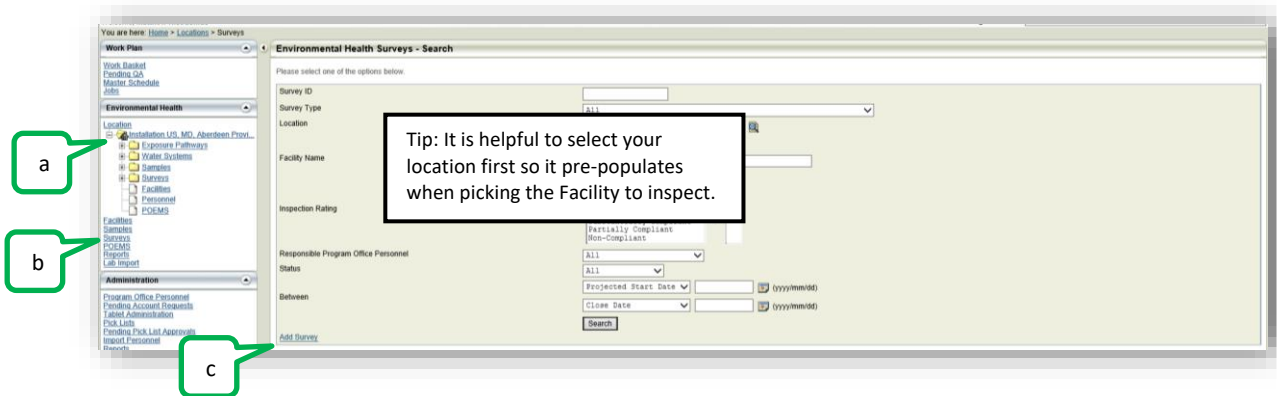 You are here: Home > Locations > Surveys
Work Plan
Work Basket
Pending QA
Master Schedule
Jobs
Environmental Health
Location
Installation US, MD, Aberdeen Provi...
Exposure Pathways
Water Systems
Samples
Surveys
Facilities
Personnel
POEMS
Facilities
Samples
Surveys
POEMS
Reports
Lab Import
Administration
Program Office Personnel
Pending Account Requests
Tablet Administration
Pick Lists
Pending Pick List Approvals
Import Personnel
Reports
Environmental Health Surveys - Search
Please select one of the options below.
Survey ID
Survey Type All
Location
Facility Name
Inspection Rating
Partially Compliant
Non-Compliant
Responsible Program Office Personnel All
Status All
Between Projected Start Date (yyyy/mm/dd)
Close Date (yyyy/mm/dd)
Search
Add Survey
Tip: It is helpful to select your
location first so it pre-populates
when picking the Facility to inspect.
a
b
c